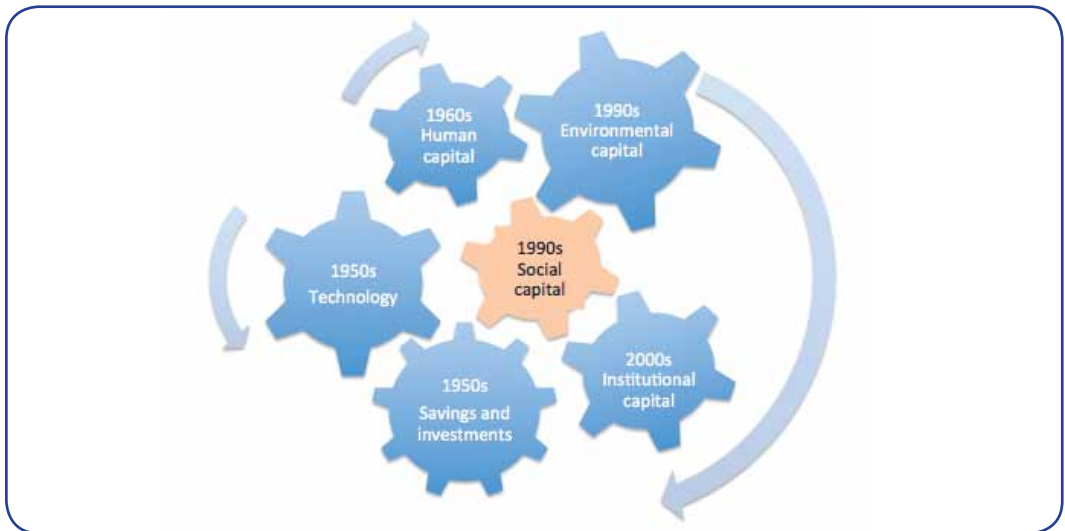 1960s
Human
capital
1990s
Environmental
capital
1990s
Social
capital
1950s
Technology
2000s
Institutional
capital
1950s
Savings and
investments